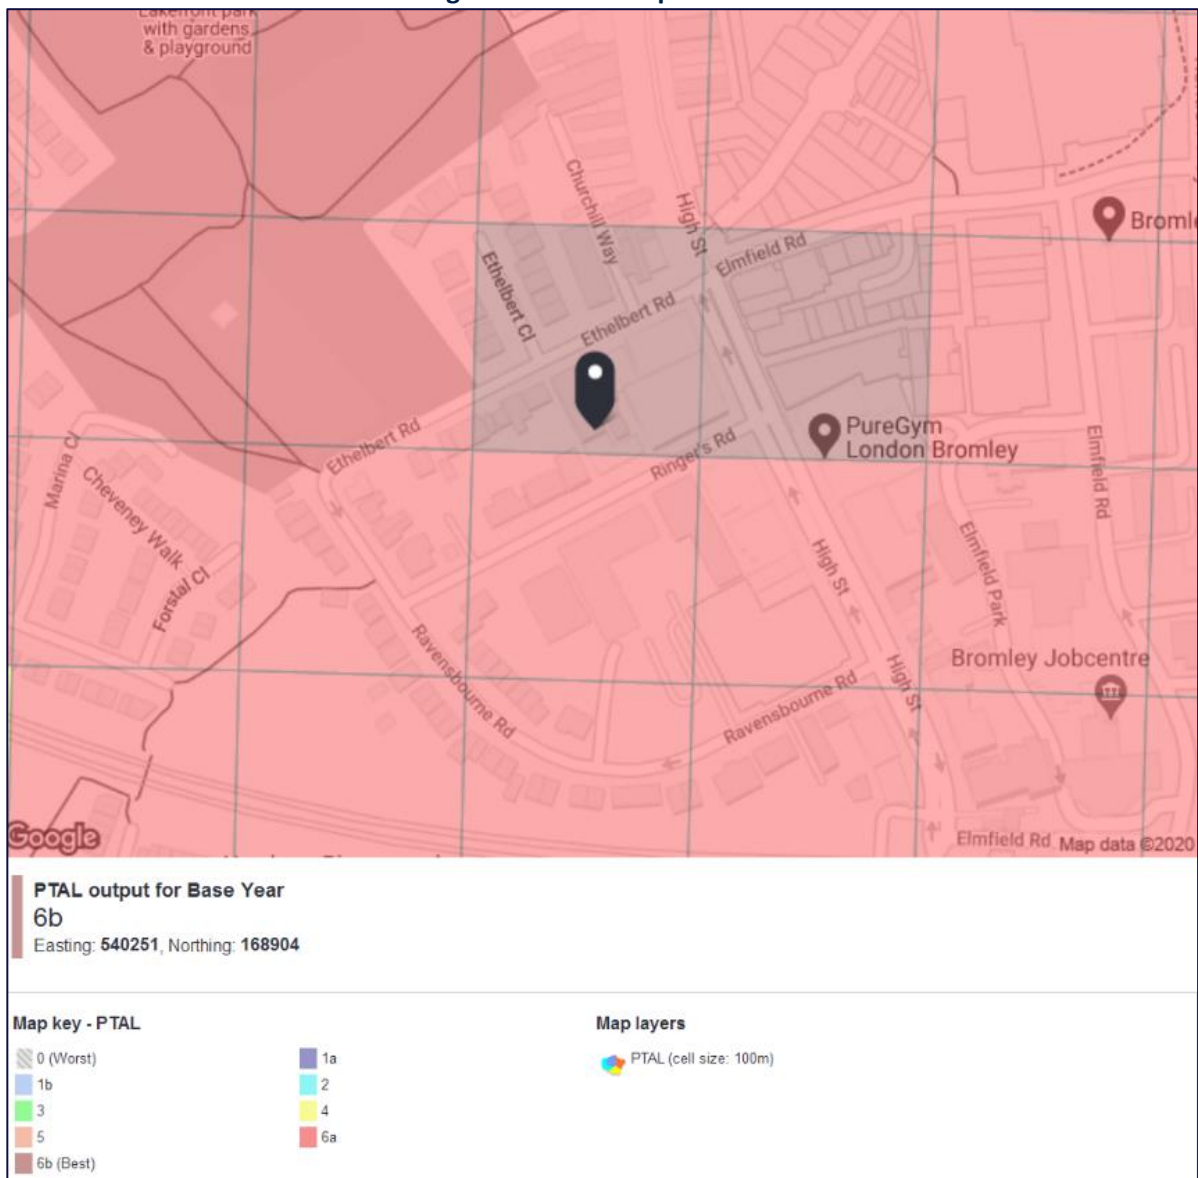 Lakefront park
with gardens
& playground
Churchill Way
High St
Elmfield Rd
Ethelbert Cl
Ethelbert Rd
PureGym
London Bromley
Ringer's Rd
Ethelbert Rd
Marina Cl
Cheveney Walk
Forstal Cl
Elmfield Rd
High St
Elmfield Park
Ravensbourne Rd
Bromley Jobcentre
High St
Ravensbourne Rd
Google
Elmfield Rd
Map data ©2020
PTAL output for Base Year
6b
Easting: 540251, Northing: 168904
Map key - PTAL
0 (Worst)
1b
3
5
6b (Best)
1a
2
4
6a
Map layers
PTAL (cell size: 100m)